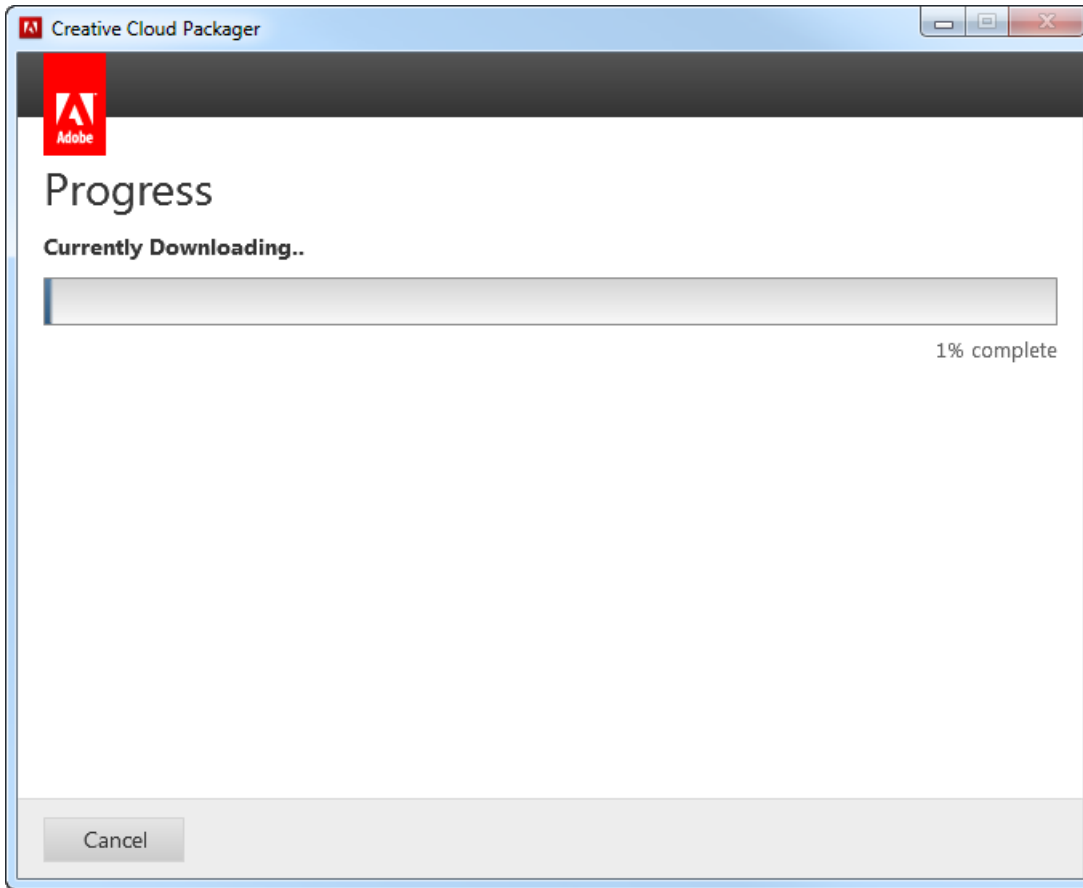 Creative Cloud Packager
Adobe
Progress
Currently Downloading..
1% complete
Cancel